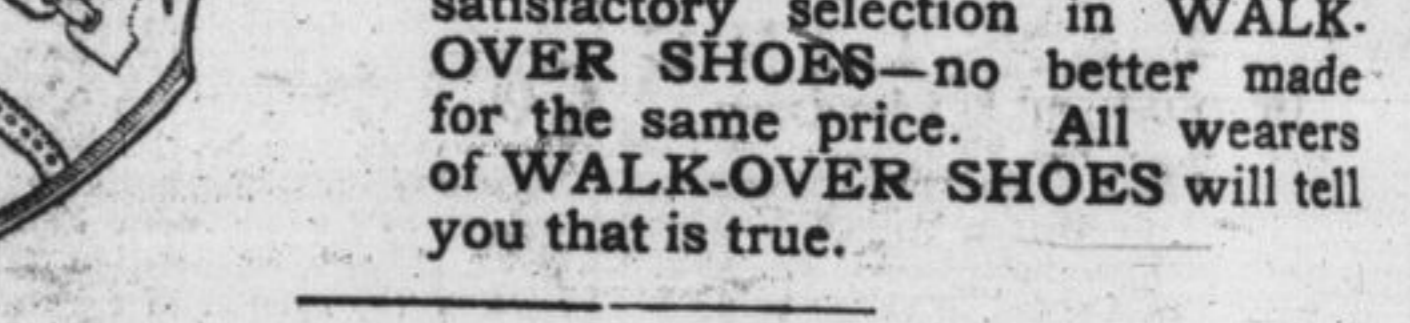 satisfactory selection in WALK-
OVER SHOES—no better made
for the same price. All wearers
of WALK-OVER SHOES will tell
you that is true.